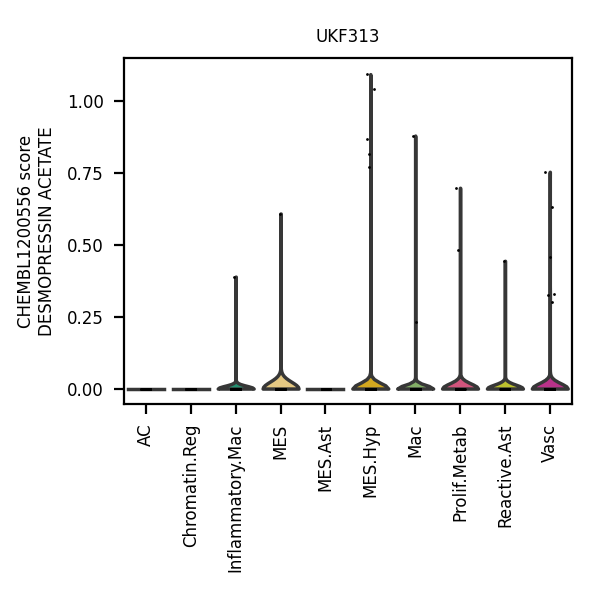 UKF313
CHEMBL1200556 score
DESMOPRESSIN ACETATE
1.00
0.75
0.50
0.25
0.00
AC
Chromatin.Reg
Inflammatory.Mac
MES
MES.Ast
MES.Hyp
Mac
Prolif.Metab
Reactive.Ast
Vasc